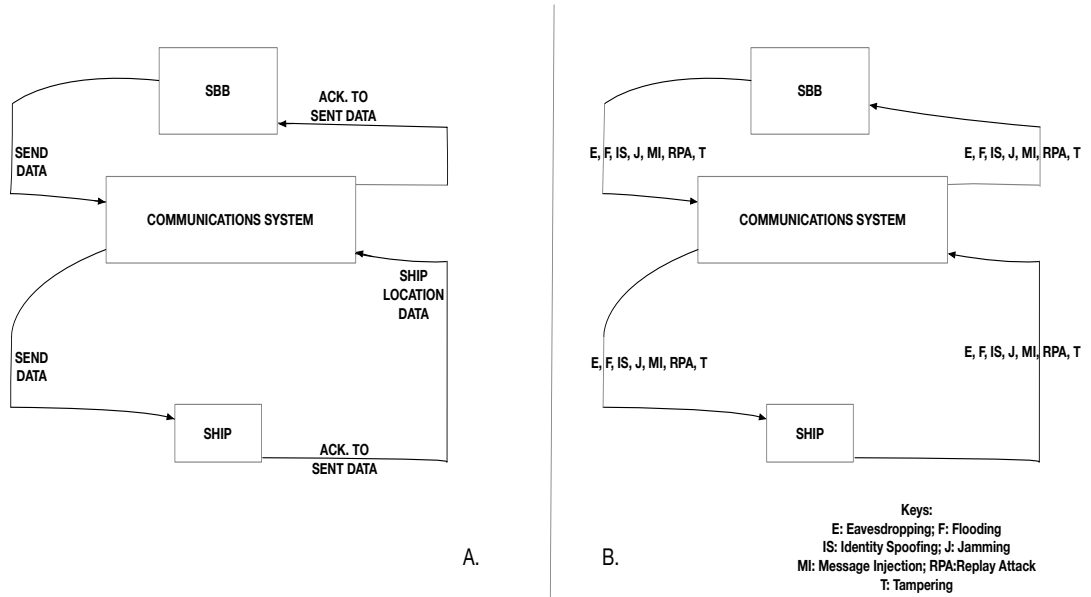 SBB
ACK. TO
SENT DATA
SEND
DATA
COMMUNICATIONS SYSTEM
SHIP
LOCATION
DATA
SEND
DATA
SHIP
ACK. TO
SENT DATA
A.
SBB
E, F, IS, J, MI, RPA, T
E, F, IS, J, MI, RPA, T
COMMUNICATIONS SYSTEM
E, F, IS, J, MI, RPA, T
E, F, IS, J, MI, RPA, T
SHIP
B.
Keys:
E: Eavesdropping; F: Flooding
IS: Identity Spoofing; J: Jamming
MI: Message Injection; RPA:Replay Attack
T: Tampering